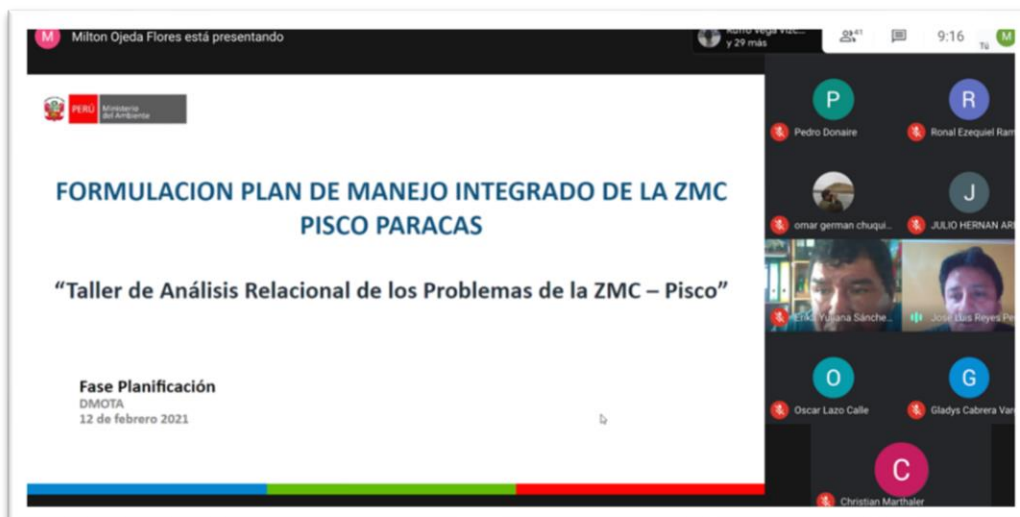 M Milton Ojeda Flores está presentando
y 29 más
41
9:16
Tú
M
PERÚ
Ministerio
del Ambiente
FORMULACION PLAN DE MANEJO INTEGRADO DE LA ZMC
PISCO PARACAS
“Taller de Análisis Relacional de los Problemas de la ZMC – Pisco”
Fase Planificación
DMOTA
12 de febrero 2021
P
Pedro Donaire
R
Ronal Ezequiel Ram
omar german chuqui...
J
JULIO HERNAN AR
Yuliana Sánche...
Jose Luis Reyes Pe
O
Oscar Lazo Calle
G
Gladys Cabrera Var
C
Christian Marthaler